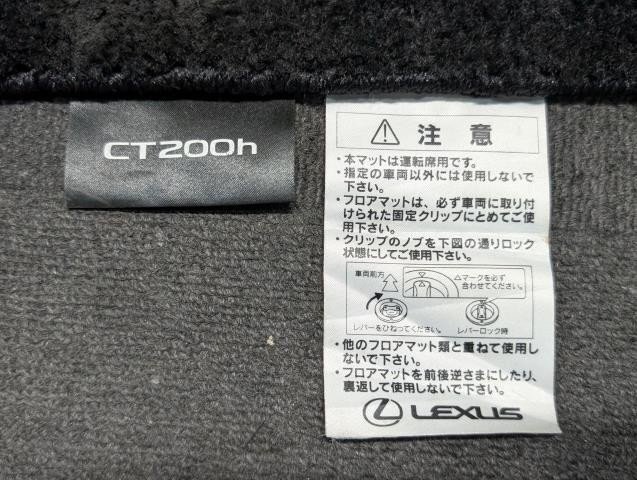 CT200h
⚠ 注意
・本マットは運転席用です。
・指定の車両以外には使用しないで
下さい。
・フロアマットは、必ず車両に取り付
けられた固定クリップにとめてご使
用下さい。
・クリップのノブを下図の通りロック
状態にしてご使用下さい。
車両前方
△マークを必ず
合わせてください。
レバーをひねってください。
レバーロック時
・他のフロアマット類と重ねて使用し
ないで下さい。
・フロアマットを前後逆さまにしたり、
裏返して使用しないで下さい。
LEXUS